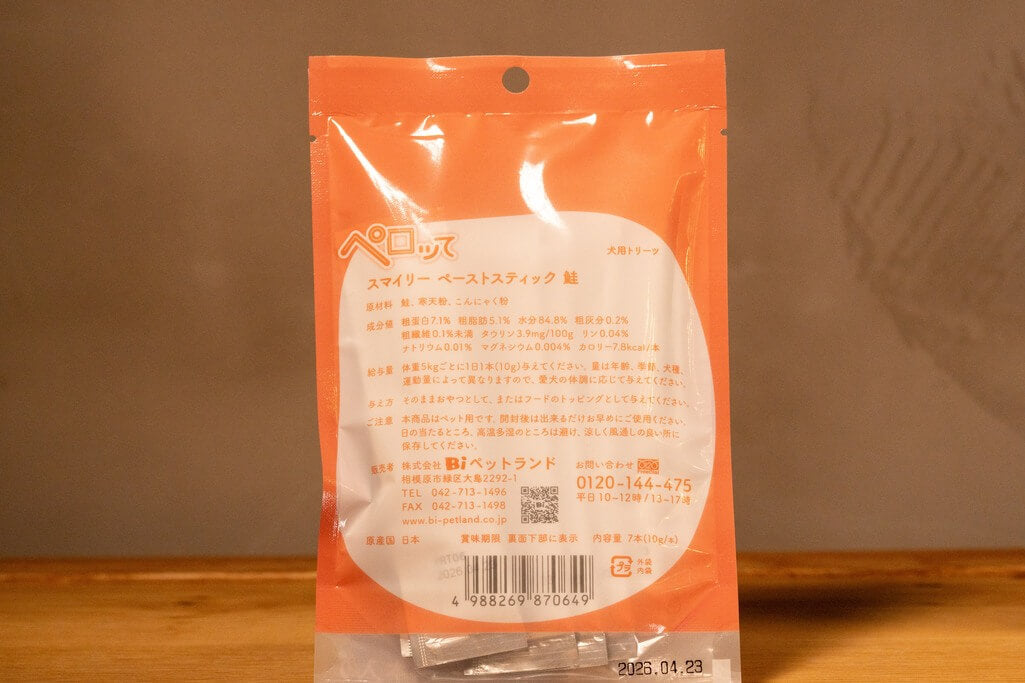 ペロッて
犬用トリーツ
スマイリー ペーストスティック 鮭
原材料 鮭、寒天粉、こんにゃく粉
成分値 粗蛋白7.1% 粗脂肪5.1% 水分84.8% 粗灰分0.2%
粗繊維0.1%未満 タウリン3.9mg/100g リン0.04%
ナトリウム0.01% マグネシウム0.004% カロリー7.8kcal/本
給与量 体重5kgごとに1日1本(10g)与えてください。量は年齢、季節、犬種、
運動量によって異なりますので、愛犬の体調に応じて与えてください。
与え方 そのままおやつとして、またはフードのトッピングとして与えてください。
ご注意 本商品はペット用です。開封後は出来るだけお早めにご使用ください。
日の当たるところ、高温多湿のところは避け、涼しく風通しの良い所に
保存してください。
販売者 株式会社 Bi ペットランド
相模原市緑区大島2292-1
TEL 042-713-1496
FAX 042-713-1498
www.bi-petland.co.jp
お問い合わせ
0120-144-475
平日10~12時/13~17時
原産国 日本 賞味期限 裏面下部に表示 内容量 7本(10g/本)
プラ 外袋
内袋
4 988269 870649
2026.04.23